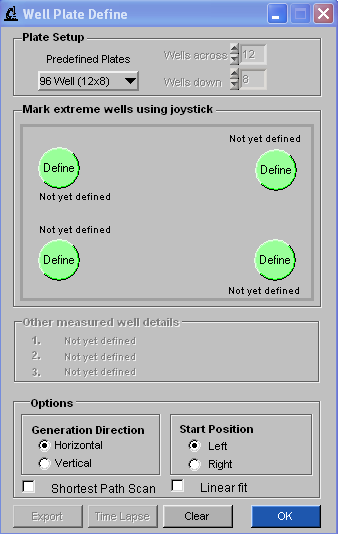 Well Plate Define
Plate Setup
Predefined Plates
96 Well (12x8)
Wells across 12
Wells down 8
Mark extreme wells using joystick
Not yet defined
Define
Define
Not yet defined
Not yet defined
Define
Define
Not yet defined
Other measured well details
1. Not yet defined
2. Not yet defined
3. Not yet defined
Options
Generation Direction
Horizontal
Vertical
Start Position
Left
Right
Shortest Path Scan
Linear fit
Export
Time Lapse
Clear
OK